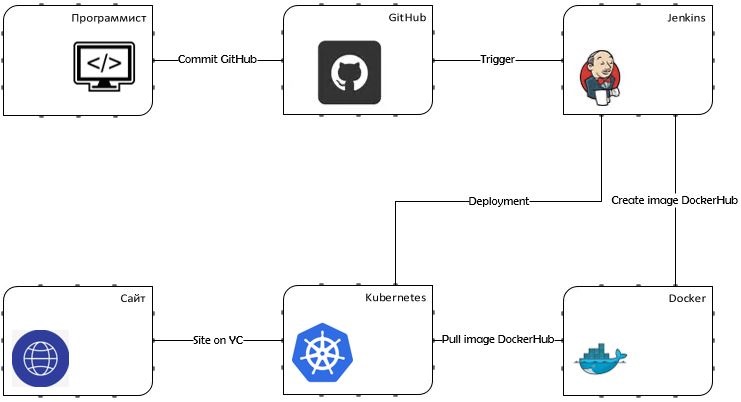 Программист
GitHub
Jenkins
</>
Commit GitHub
Trigger
Deployment
Create image DockerHub
Сайт
Kubernetes
Docker
Site on YC
Pull image DockerHub